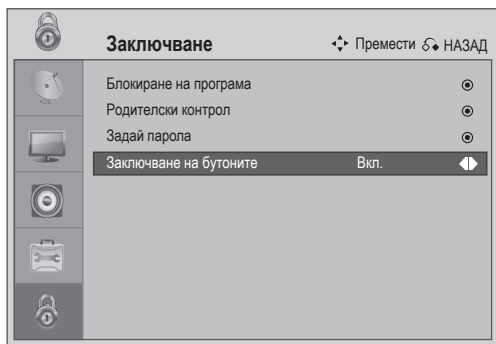 Заключване Премести НАЗАД
Блокиране на програма
Родителски контрол
Задай парола
Заключване на бутоните Вкл.